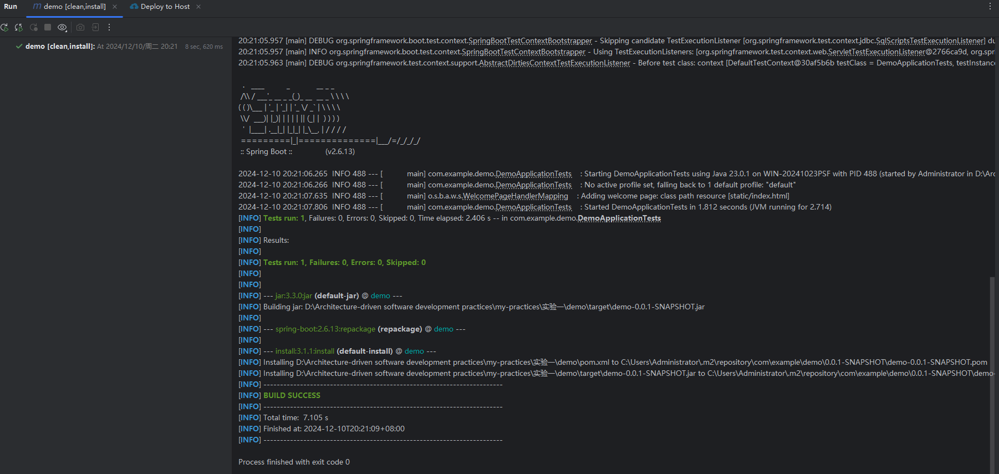 Run
demo [clean,install]
Deploy to Host
demo [clean,install]: At 2024/12/10/周二 20:21 8 sec, 620 ms
20:21:05.957 [main] DEBUG org.springframework.boot.test.context.SpringBootTestContextBootstrapper - Skipping candidate TestExecutionListener [org.springframework.test.context.jdbc.SqlScriptsTestExecutionListener] du
20:21:05.957 [main] INFO org.springframework.boot.test.context.SpringBootTestContextBootstrapper - Using TestExecutionListeners: [org.springframework.test.context.web.ServletTestExecutionListener@2766ca9d, org.spr
20:21:05.963 [main] DEBUG org.springframework.test.context.support.AbstractDirtiesContextTestExecutionListener - Before test class: context [DefaultTestContext@30af5b6b testClass = DemoApplicationTests, testInstanc
  .   ____          _            __ _ _
 /\\ / ___'_ __ _ _(_)_ __  __ _ \ \ \ \
( ( )\___ | '_ | '_| | '_ \/ _` | \ \ \ \
 \\/  ___)| |_)| | | | | || (_| |  ) ) ) )
  '  |____| .__|_| |_|_| |_\__, | / / / /
 =========|_|==============|___/=/_/_/_/
 :: Spring Boot ::                (v2.6.13)
2024-12-10 20:21:06.265  INFO 488 --- [           main] com.example.demo.DemoApplicationTests    : Starting DemoApplicationTests using Java 23.0.1 on WIN-20241023PSF with PID 488 (started by Administrator in D:\Arc
2024-12-10 20:21:06.266  INFO 488 --- [           main] com.example.demo.DemoApplicationTests    : No active profile set, falling back to 1 default profile: "default"
2024-12-10 20:21:07.635  INFO 488 --- [           main] o.s.b.a.w.s.WelcomePageHandlerMapping    : Adding welcome page: class path resource [static/index.html]
2024-12-10 20:21:07.806  INFO 488 --- [           main] com.example.demo.DemoApplicationTests    : Started DemoApplicationTests in 1.812 seconds (JVM running for 2.714)
[INFO] Tests run: 1, Failures: 0, Errors: 0, Skipped: 0, Time elapsed: 2.406 s -- in com.example.demo.DemoApplicationTests
[INFO]
[INFO] Results:
[INFO]
[INFO] Tests run: 1, Failures: 0, Errors: 0, Skipped: 0
[INFO]
[INFO]
[INFO] --- jar:3.3.0:jar (default-jar) @ demo ---
[INFO] Building jar: D:\Architecture-driven software development practices\my-practices\实验一\demo\target\demo-0.0.1-SNAPSHOT.jar
[INFO]
[INFO] --- spring-boot:2.6.13:repackage (repackage) @ demo ---
[INFO]
[INFO] --- install:3.1.1:install (default-install) @ demo ---
[INFO] Installing D:\Architecture-driven software development practices\my-practices\实验一\demo\pom.xml to C:\Users\Administrator\.m2\repository\com\example\demo\0.0.1-SNAPSHOT\demo-0.0.1-SNAPSHOT.pom
[INFO] Installing D:\Architecture-driven software development practices\my-practices\实验一\demo\target\demo-0.0.1-SNAPSHOT.jar to C:\Users\Administrator\.m2\repository\com\example\demo\0.0.1-SNAPSHOT\demo-
[INFO] ------------------------------------------------------------------------
[INFO] BUILD SUCCESS
[INFO] ------------------------------------------------------------------------
[INFO] Total time:  7.105 s
[INFO] Finished at: 2024-12-10T20:21:09+08:00
[INFO] ------------------------------------------------------------------------
Process finished with exit code 0